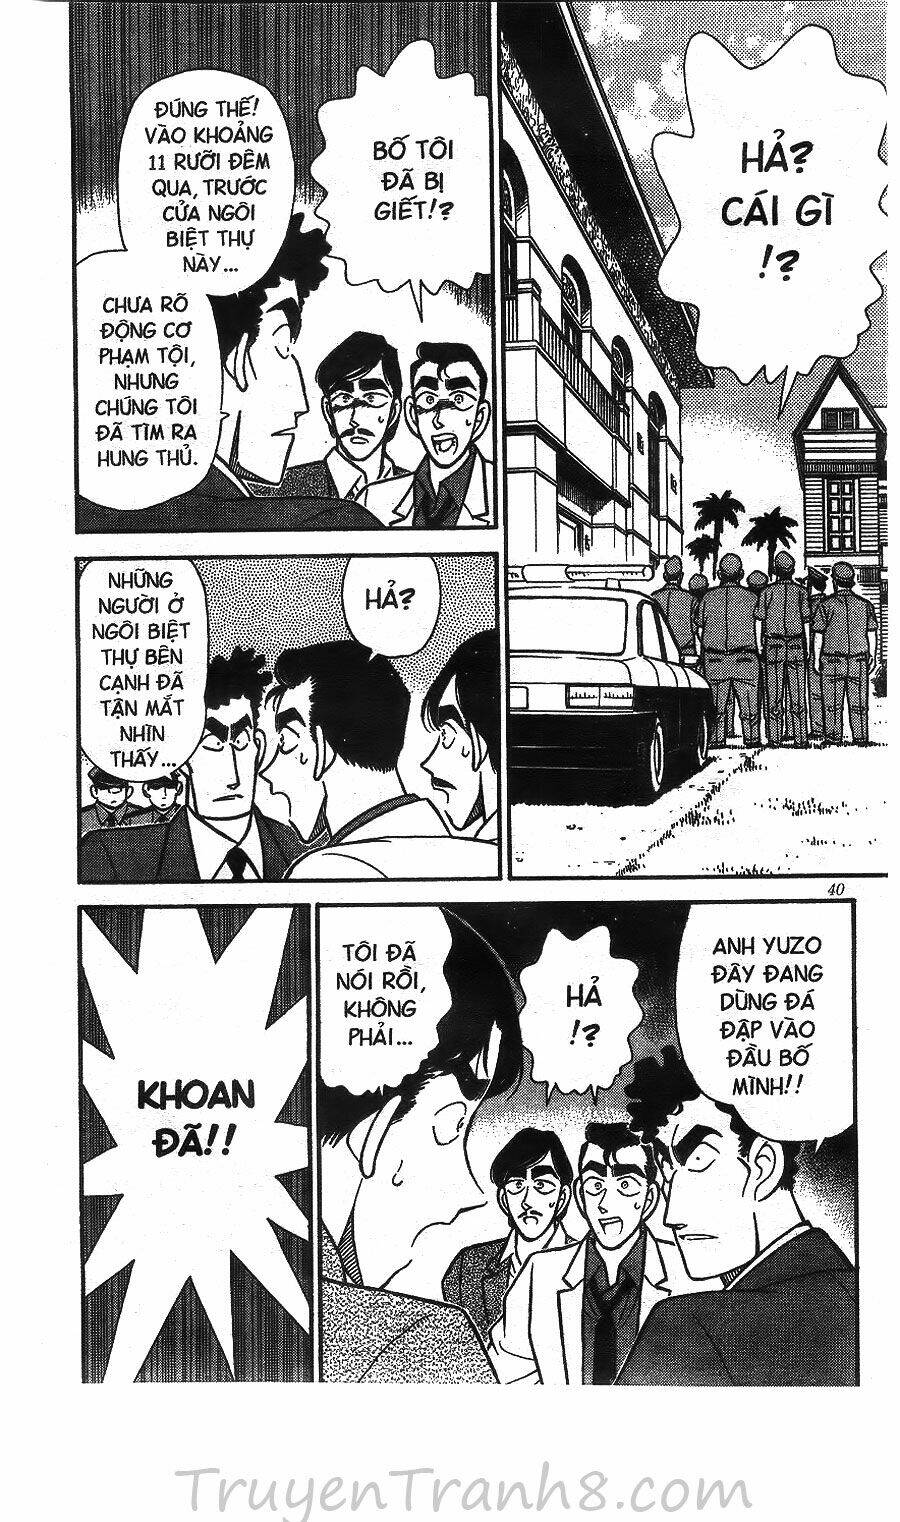 HẢ?
CÁI GÌ
!?
BỐ TÔI
ĐÃ BỊ
GIẾT!?
ĐÚNG THẾ!
VÀO KHOẢNG
11 RƯỠI ĐÊM
QUA, TRƯỚC
CỬA NGÔI
BIỆT THỰ
NÀY...
CHƯA RÕ
ĐỘNG CƠ
PHẠM TỘI,
NHƯNG
CHÚNG TÔI
ĐÃ TÌM RA
HUNG THỦ.
HẢ?
NHỮNG
NGƯỜI Ở
NGÔI BIỆT
THỰ BÊN
CẠNH ĐÃ
TẬN MẮT
NHÌN
THẤY...
40
ANH YUZO
ĐÂY ĐANG
DÙNG ĐÁ
ĐẬP VÀO
ĐẦU BỐ
MÌNH!!
HẢ
!?
TÔI ĐÃ
NÓI RỒI,
KHÔNG
PHẢI...
KHOAN
ĐÃ!!
TruyenTranh8.com